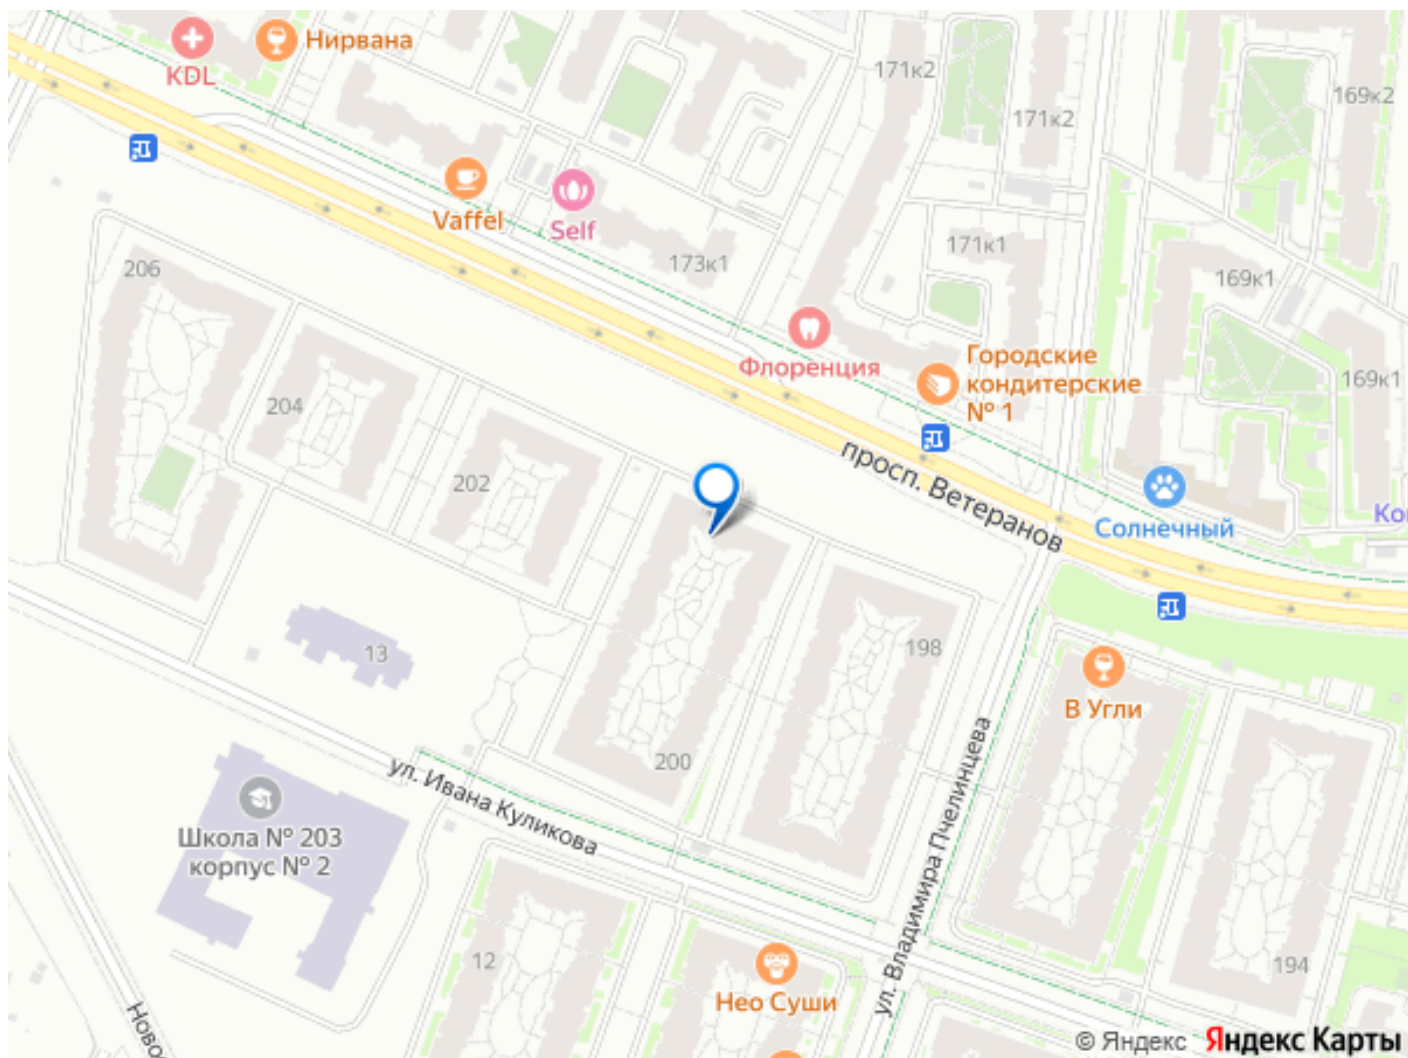 Нирвана
KDL
171к2
169к2
171к2
Vaffel
Self
173к1
171к1
206
169к1
Флоренция
Городские
кондитерские
№ 1
169к1
204
просп. Ветеранов
202
Солнечный
198
13
В Угли
200
ул. Ивана Куликова
ул. Владимира Пчелинцева
Школа № 203
корпус № 2
12
Нео Суши
194
© Яндекс Яндекс Карты